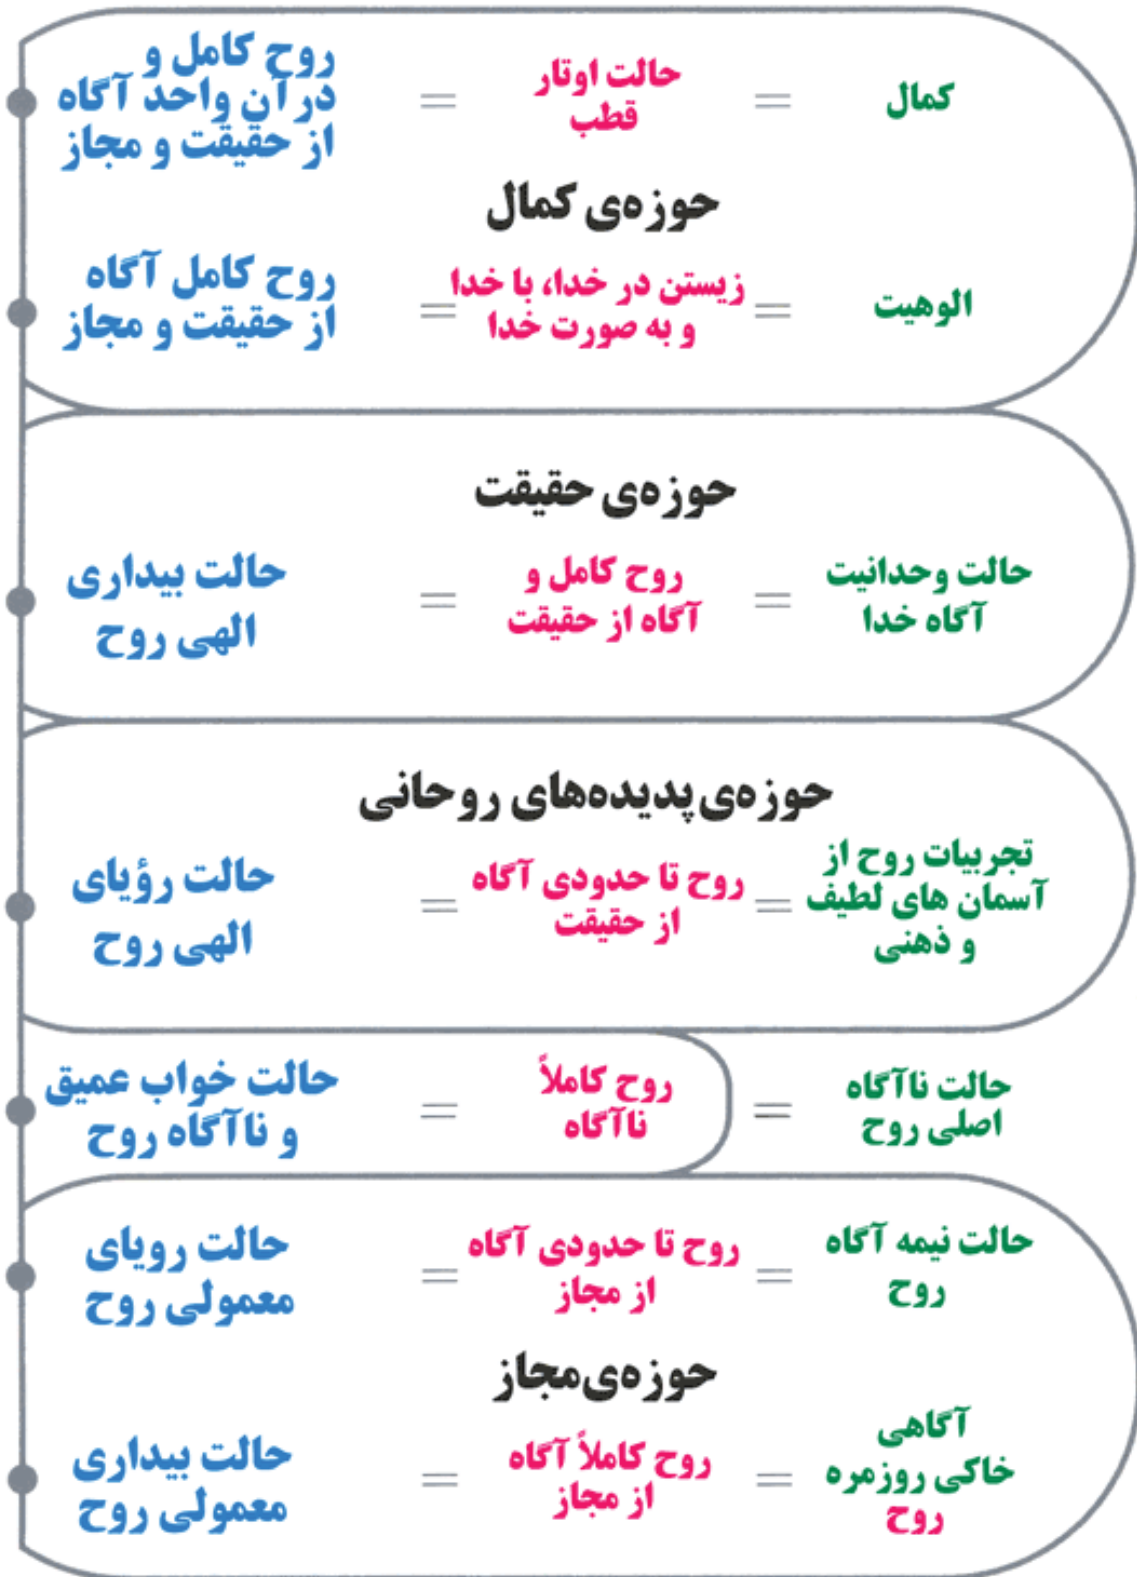 کمال
=
حالت اوتار
قطب
=
روح کامل و
درآن واحد آگاه
از حقیقت و مجاز
حوزه‌ی کمال
الوهیت
=
زیستن در خدا، با خدا
و به صورت خدا
=
روح کامل آگاه
از حقیقت و مجاز
حوزه‌ی حقیقت
حالت وحدانیت
آگاه خدا
=
روح کامل و
آگاه از حقیقت
=
حالت بیداری
الهی روح
حوزه‌ی پدیده‌های روحانی
تجربیات روح از
آسمان های لطیف
و ذهنی
=
روح تا حدودی آگاه
از حقیقت
=
حالت رؤیای
الهی روح
حالت ناآگاه
اصلی روح
=
روح کاملاً
ناآگاه
=
حالت خواب عمیق
و ناآگاه روح
حالت نیمه آگاه
روح
=
روح تا حدودی آگاه
از مجاز
=
حالت رویای
معمولی روح
حوزه‌ی مجاز
آگاهی
خاکی روزمره
روح
=
روح کاملاً آگاه
از مجاز
=
حالت بیداری
معمولی روح